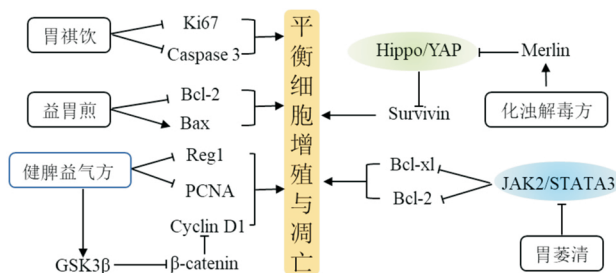 胃祺饮
Ki67
Caspase 3
益胃煎
Bcl-2
Bax
健脾益气方
Reg1
PCNA
Cyclin D1
GSK3β
β-catenin
平衡细胞增殖与凋亡
Hippo/YAP
Merlin
Survivin
化浊解毒方
Bcl-xl
Bcl-2
JAK2/STATA3
胃萎清